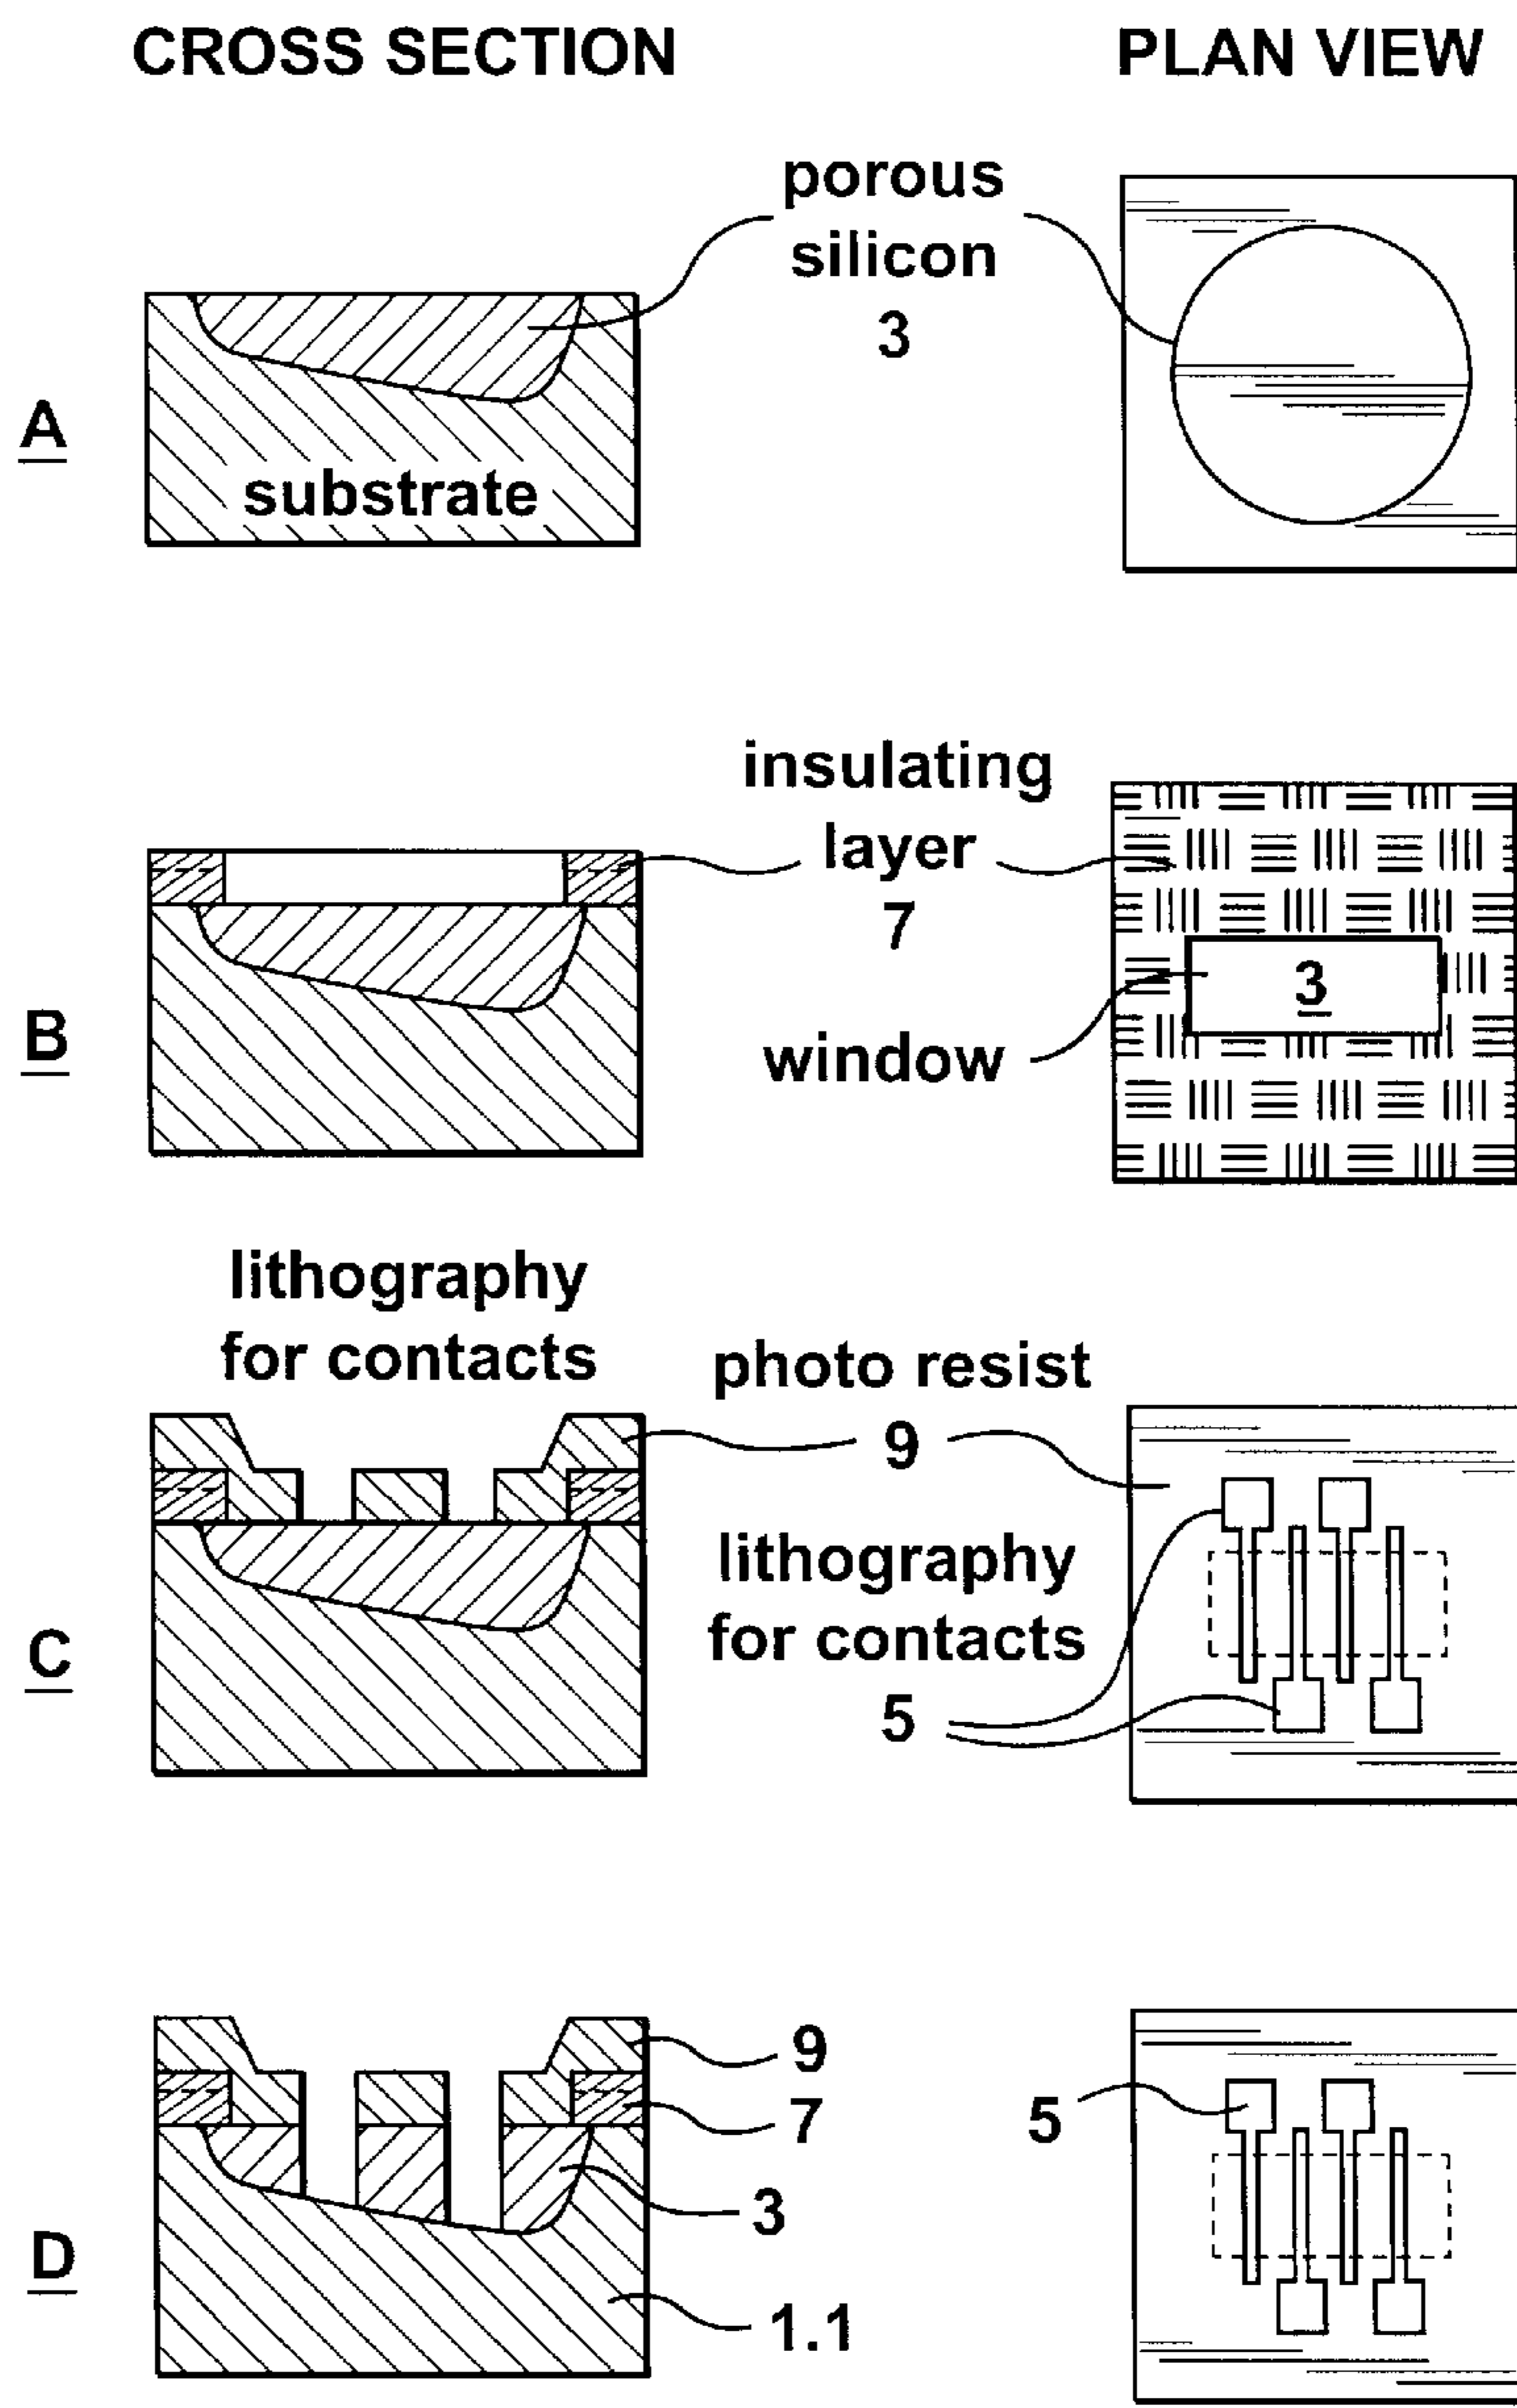 CROSS SECTION
PLAN VIEW
porous
silicon
3
A
substrate
insulating
layer
7
B
3
window
lithography
for contacts
photo resist
9
lithography
for contacts
5
C
9
7
5
3
D
1.1